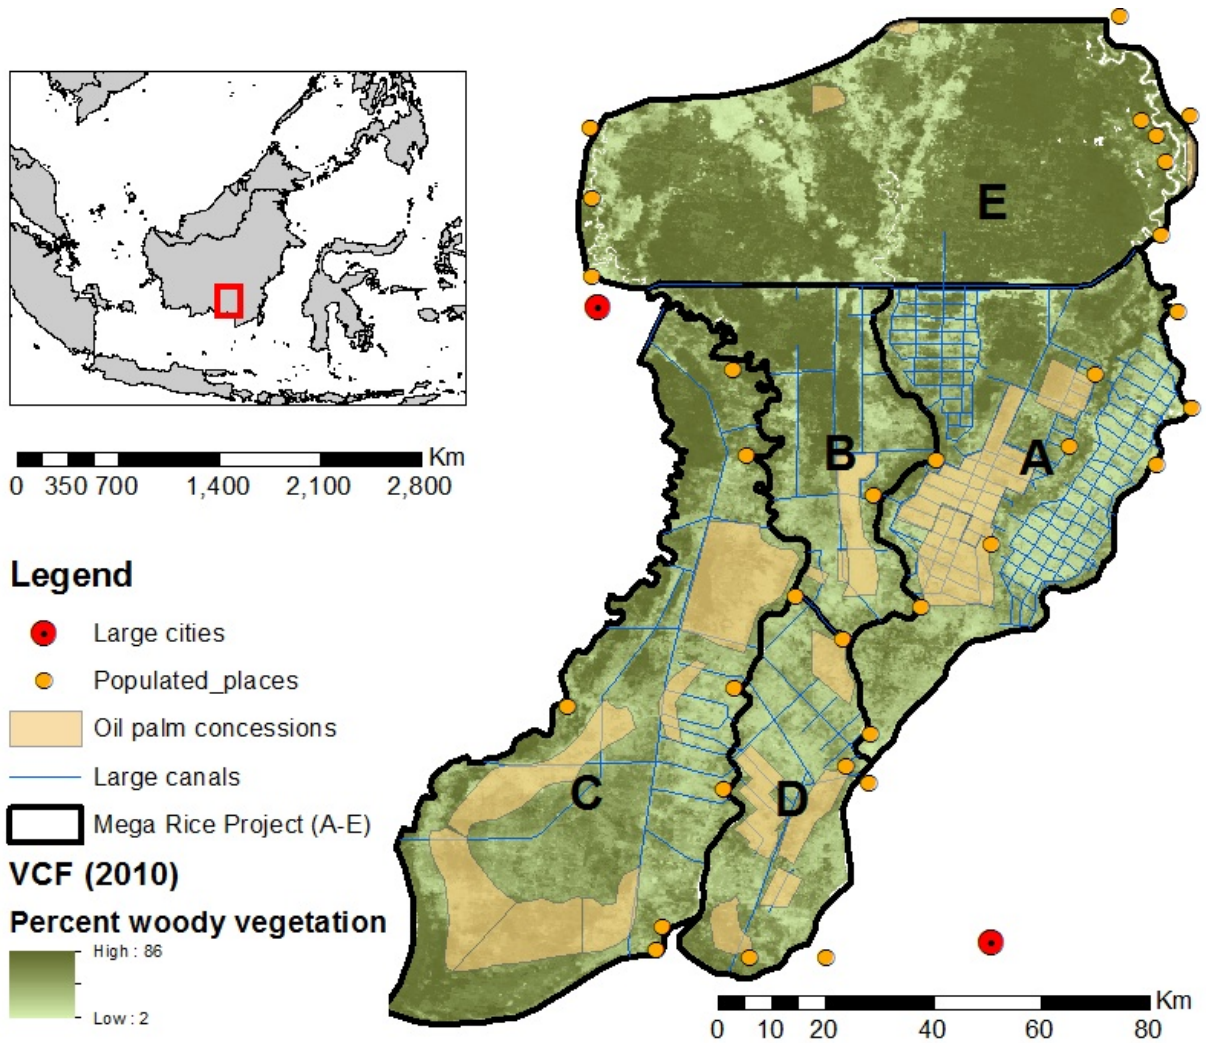 E
B
A
C
D
Km
0 350 700 1,400 2,100 2,800
Legend
Large cities
Populated_places
Oil palm concessions
Large canals
Mega Rice Project (A-E)
VCF (2010)
Percent woody vegetation
High : 86
Low : 2
Km
0 10 20 40 60 80